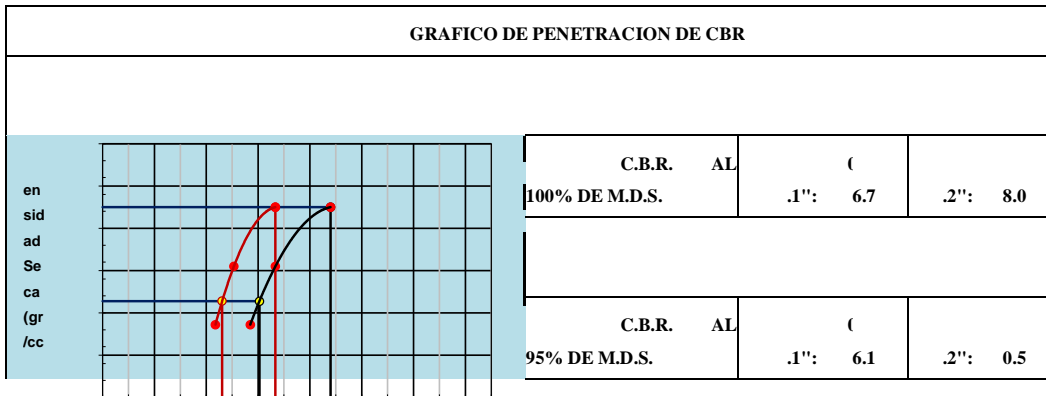 GRAFICO DE PENETRACION DE CBR
en
sid
ad
Se
ca
(gr
/cc
C.B.R. AL
100% DE M.D.S. .1": 6.7 .2": 8.0
C.B.R. AL
95% DE M.D.S. .1": 6.1 .2": 0.5